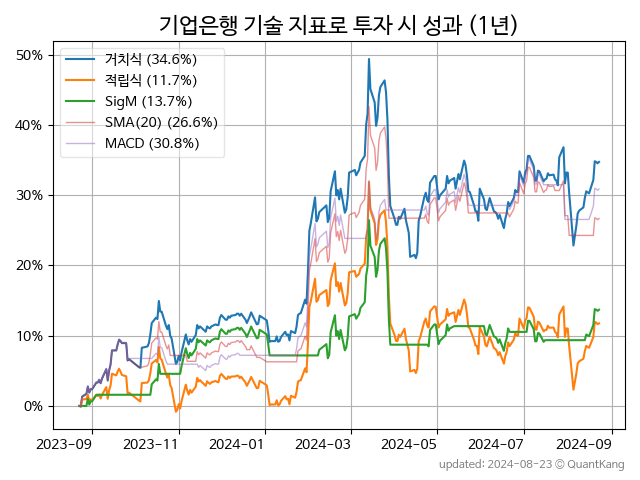 기업은행 기술 지표로 투자 시 성과 (1년)
거치식 (34.6%)
적립식 (11.7%)
SigM (13.7%)
SMA(20) (26.6%)
MACD (30.8%)
50%
40%
30%
20%
10%
0%
2023-09 2023-11 2024-01 2024-03 2024-05 2024-07 2024-09
updated: 2024-08-23 © QuantKang